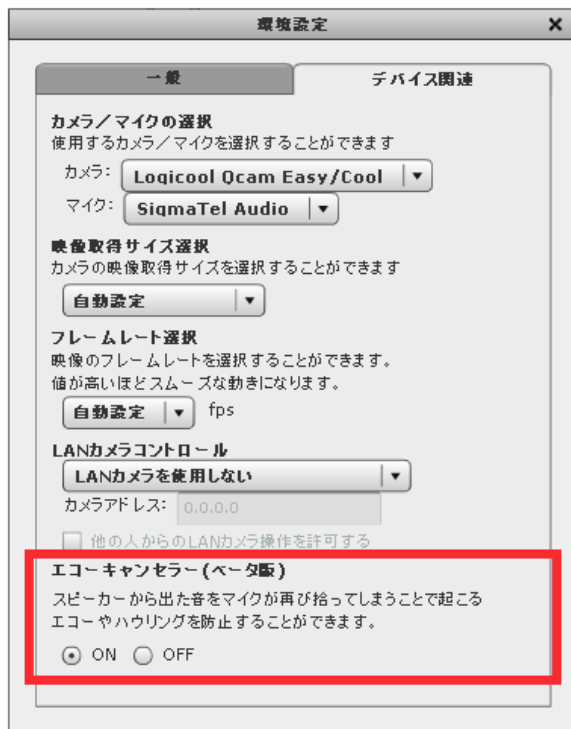 環境設定
一般
デバイス関連
カメラ/マイクの選択
使用するカメラ/マイクを選択することができます
カメラ: Logicool Qcam Easy/Cool
マイク: SigmaTel Audio
映像取得サイズ選択
カメラの映像取得サイズを選択することができます
自動設定
フレームレート選択
映像のフレームレートを選択することができます。
値が高いほどスムーズな動きになります。
自動設定 fps
LANカメラコントロール
LANカメラを使用しない
カメラアドレス: 0.0.0.0
他の人からのLANカメラ操作を許可する
エコーキャンセラー(ベータ版)
スピーカーから出た音をマイクが再び拾ってしまうことで起こる
エコーやハウリングを防止することができます。
ON OFF